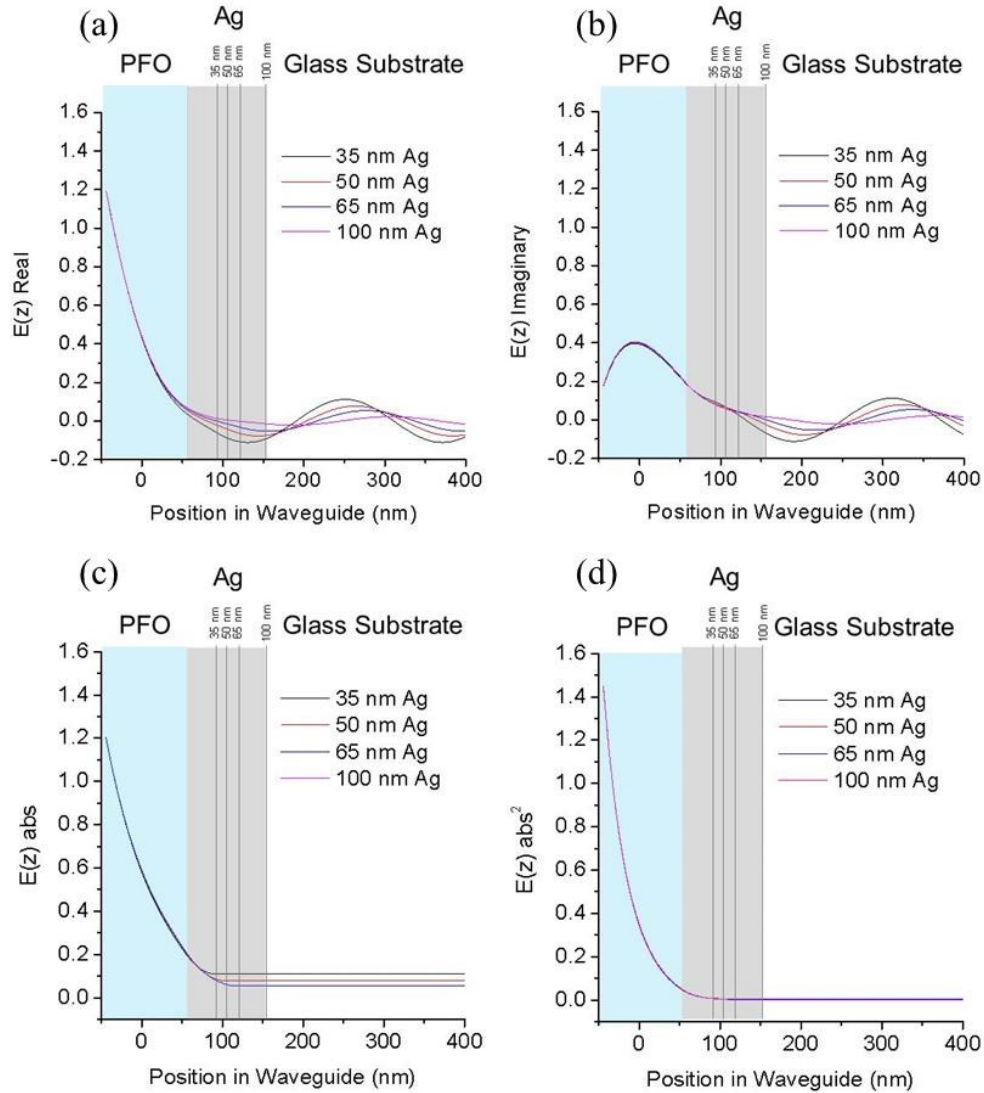 (a)
Ag
PFO
35 nm
50 nm
65 nm
100 nm
Glass Substrate
1.6
1.4
1.2
1.0
0.8
0.6
0.4
0.2
0.0
-0.2
E(z) Real
35 nm Ag
50 nm Ag
65 nm Ag
100 nm Ag
0
100
200
300
400
Position in Waveguide (nm)
(b)
Ag
PFO
35 nm
50 nm
65 nm
100 nm
Glass Substrate
1.6
1.4
1.2
1.0
0.8
0.6
0.4
0.2
0.0
-0.2
E(z) Imaginary
35 nm Ag
50 nm Ag
65 nm Ag
100 nm Ag
0
100
200
300
400
Position in Waveguide (nm)
(c)
Ag
PFO
35 nm
50 nm
65 nm
100 nm
Glass Substrate
1.6
1.4
1.2
1.0
0.8
0.6
0.4
0.2
0.0
E(z) abs
35 nm Ag
50 nm Ag
65 nm Ag
100 nm Ag
0
100
200
300
400
Position in Waveguide (nm)
(d)
Ag
PFO
35 nm
50 nm
65 nm
100 nm
Glass Substrate
1.6
1.4
1.2
1.0
0.8
0.6
0.4
0.2
0.0
E(z) abs²
35 nm Ag
50 nm Ag
65 nm Ag
100 nm Ag
0
100
200
300
400
Position in Waveguide (nm)